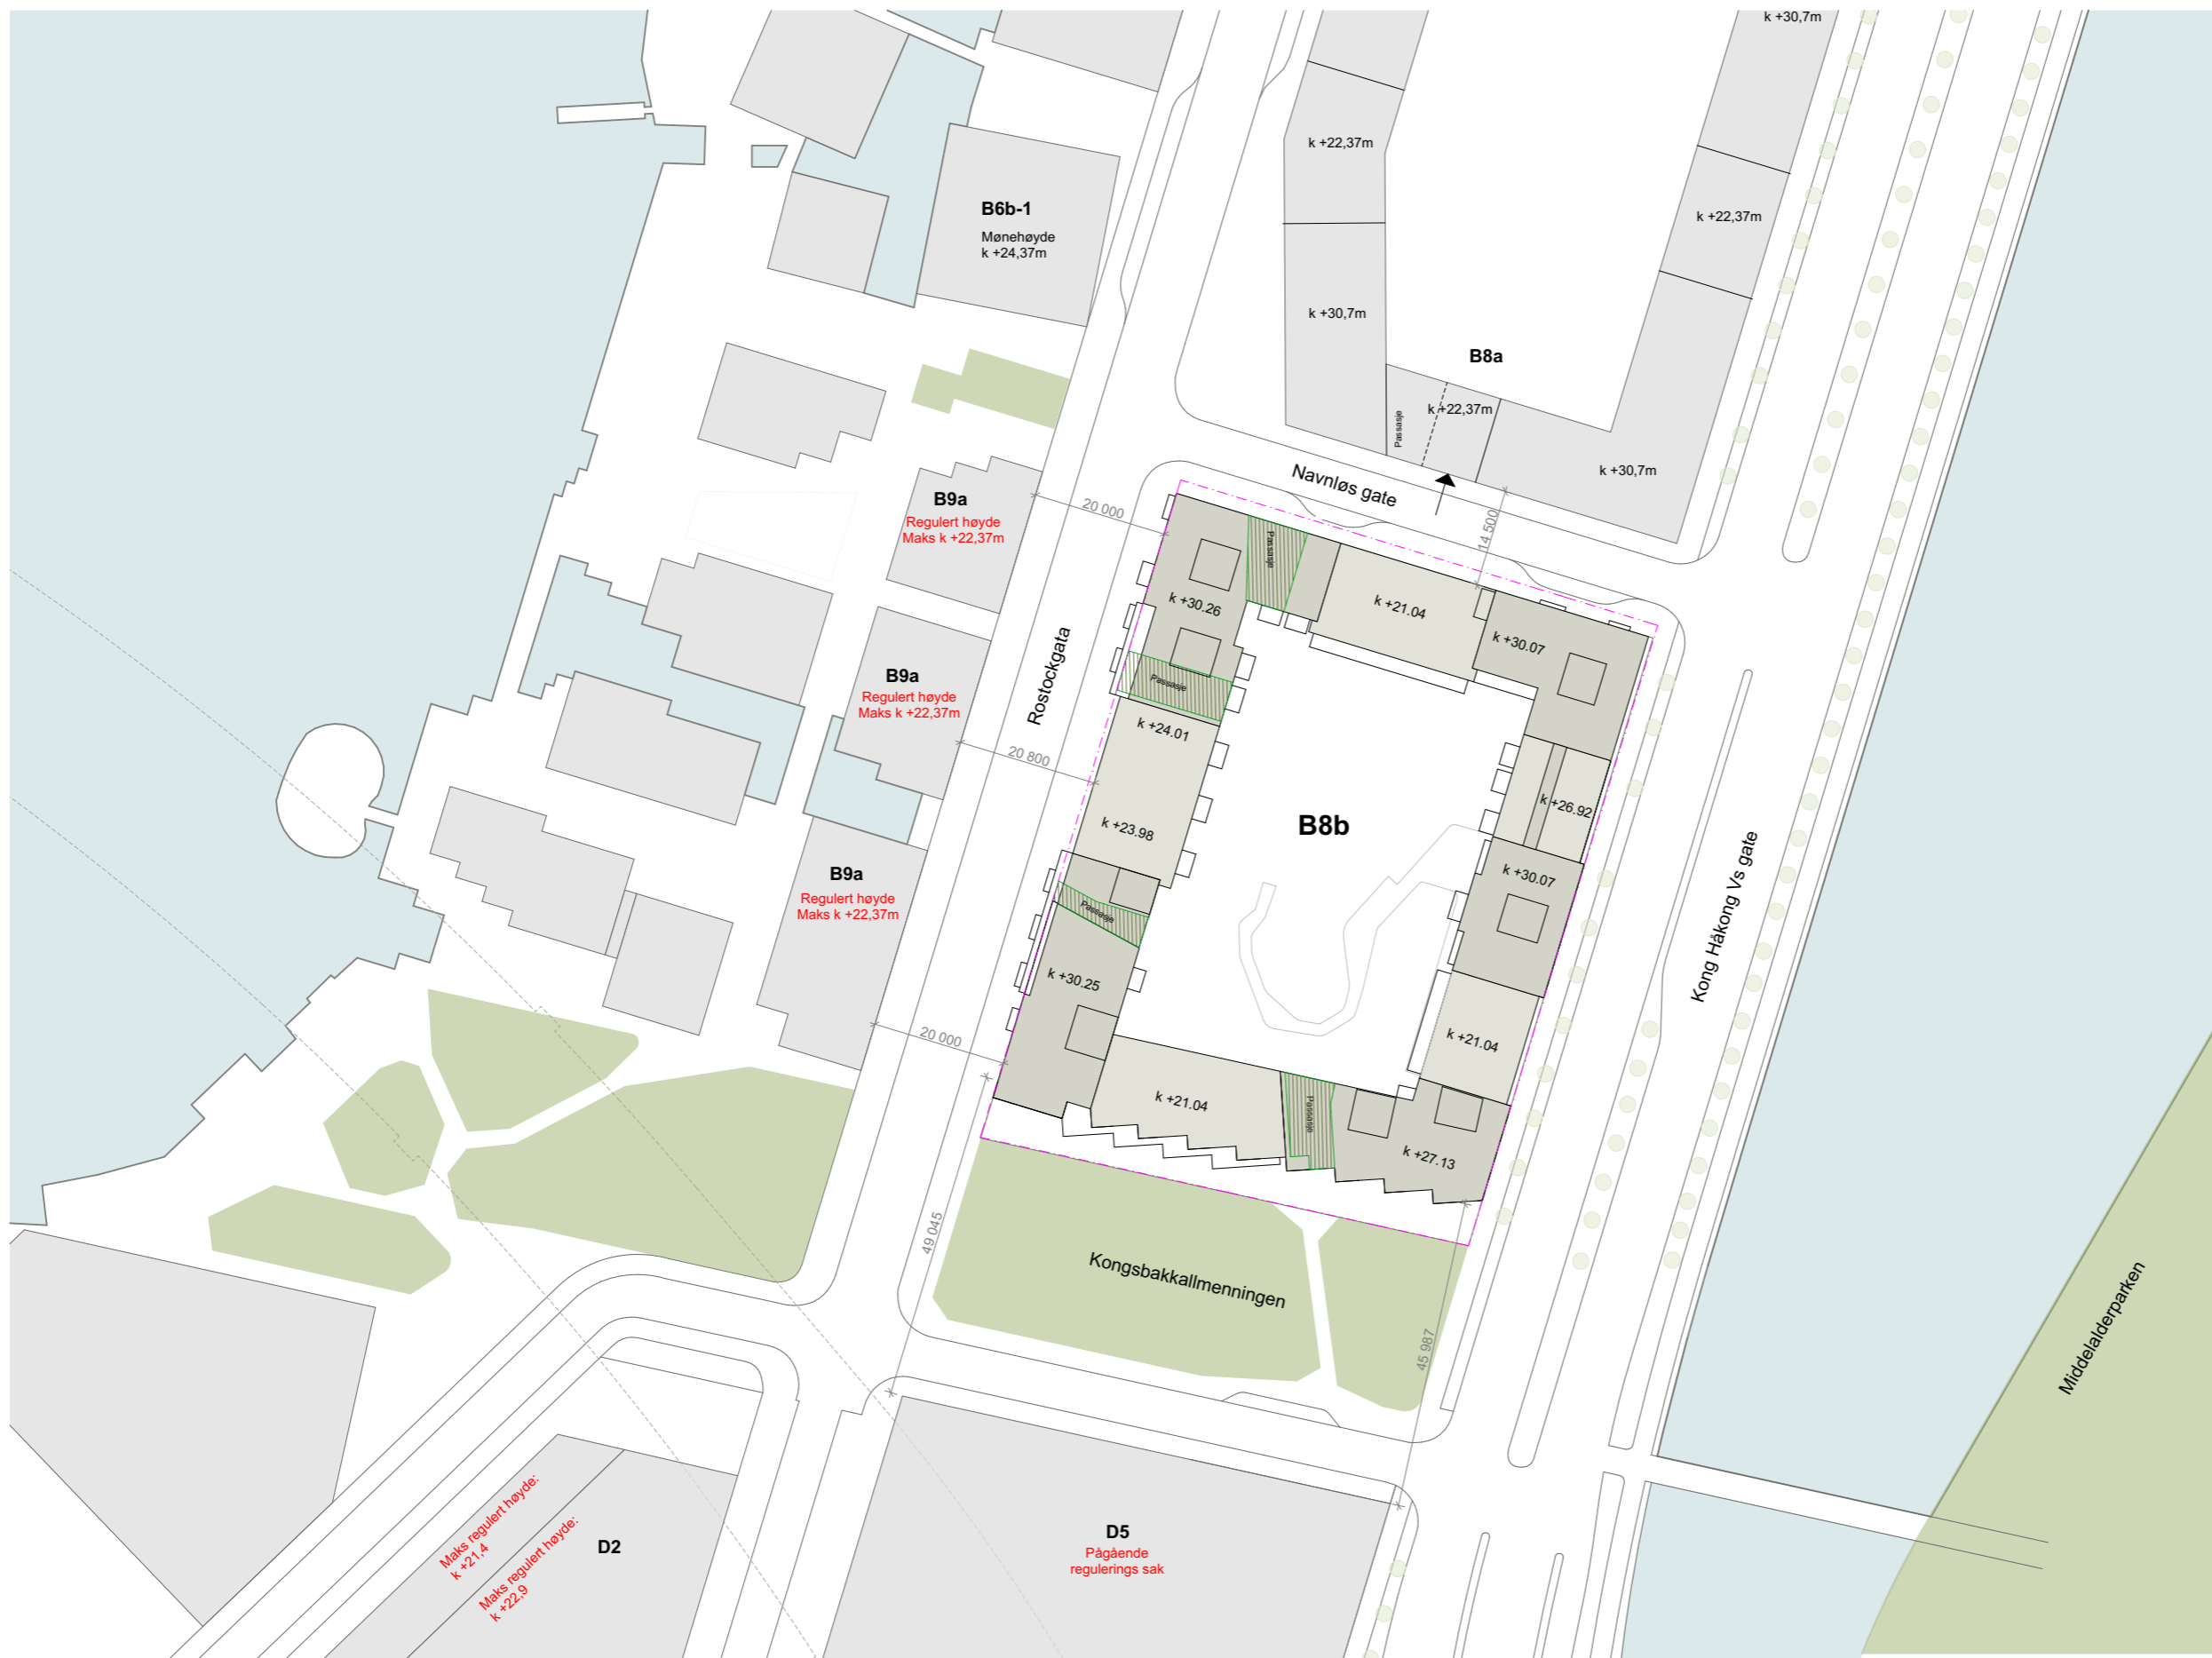 k +30,7m
k +22,37m
B6b-1
Mønehøyde
k +24,37m
k +22,37m
k +30,7m
B8a
Passasje
k +22,37m
k +30,7m
Navnløs gate
B9a
Regulert høyde
Maks k +22,37m
20 000
14 500
Passasje
k +30.26
k +21.04
k +30.07
Rostockgata
Passasje
B9a
Regulert høyde
Maks k +22,37m
k +24.01
20 800
k +26.92
B8b
k +23.98
Kong Håkong Vs gate
B9a
Regulert høyde
Maks k +22,37m
k +30.07
Passasje
k +30.25
20 000
k +21.04
k +21.04
Passasje
k +27.13
49 045
Kongsbakkallmenningen
45 987
Middelalderparken
Maks regulert høyde:
k +21,4
Maks regulert høyde:
k +22,9
D2
D5
Pågående
regulerings sak